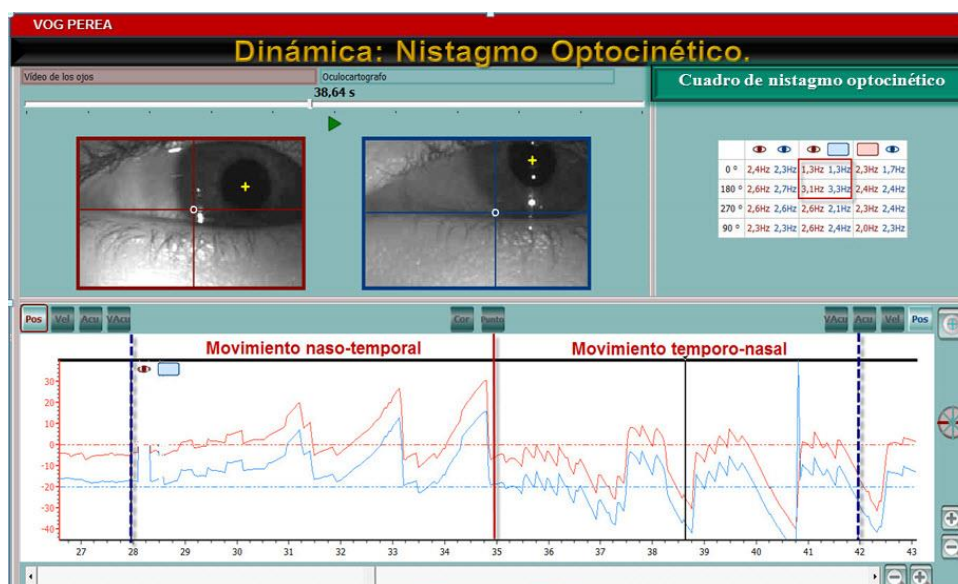 VOG PEREA
Dinámica: Nistagmo Optocinético.
Vídeo de los ojos
Oculocartografo
38,64 s
Cuadro de nistagmo optocinético
0 º 2,4Hz 2,3Hz 1,3Hz 1,3Hz 2,3Hz 1,7Hz
180 º 2,6Hz 2,7Hz 3,1Hz 3,3Hz 2,4Hz 2,4Hz
270 º 2,6Hz 2,6Hz 2,6Hz 2,1Hz 2,3Hz 2,4Hz
90 º 2,3Hz 2,3Hz 2,6Hz 2,4Hz 2,0Hz 2,3Hz
Pos Vel Acu VAcu Cor Punto VAcu Acu Vel Pos
Movimiento naso-temporal Movimiento temporo-nasal
30
20
10
0
-10
-20
-30
-40
27 28 29 30 31 32 33 34 35 36 37 38 39 40 41 42 43